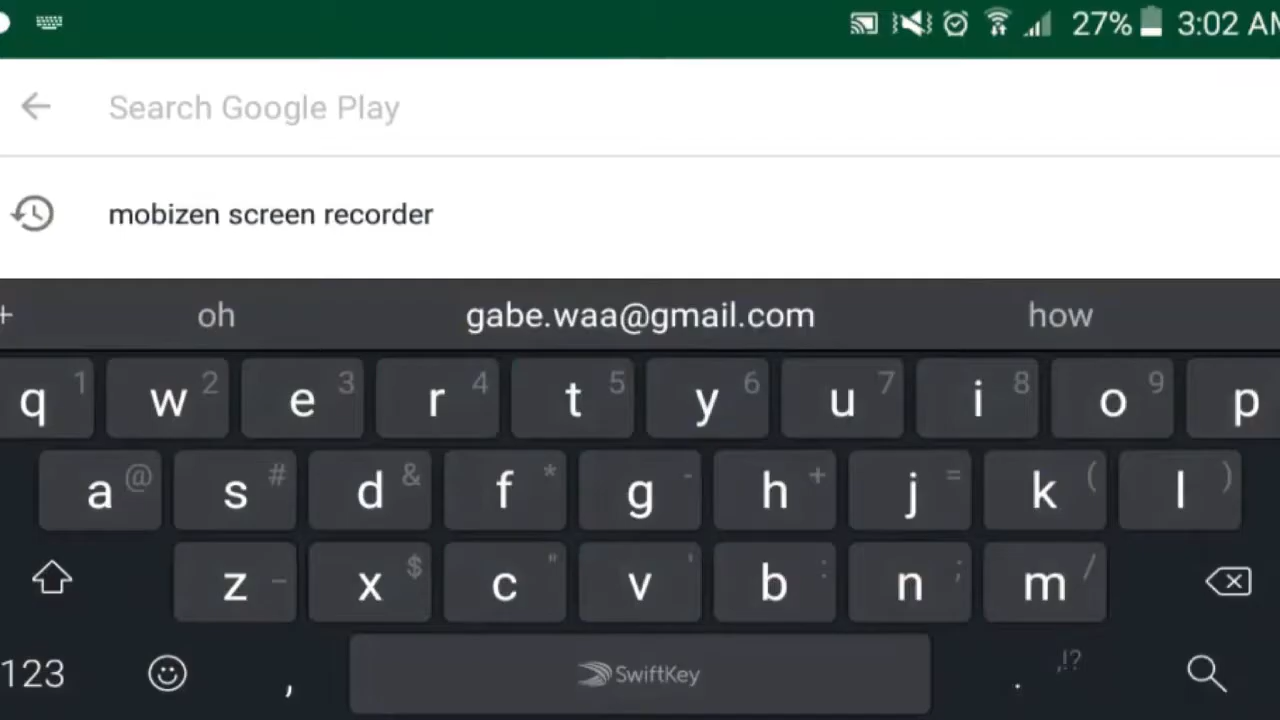 27% 3:02 AM
Search Google Play
mobizen screen recorder
+ oh gabe.waa@gmail.com how
q 1 w 2 e 3 r 4 t 5 y 6 u 7 i 8 o 9 p
a @ s # d & f * g - h + j = k ( l )
z _ x $ c " v ' b : n ; m /
123 , SwiftKey . ,!?